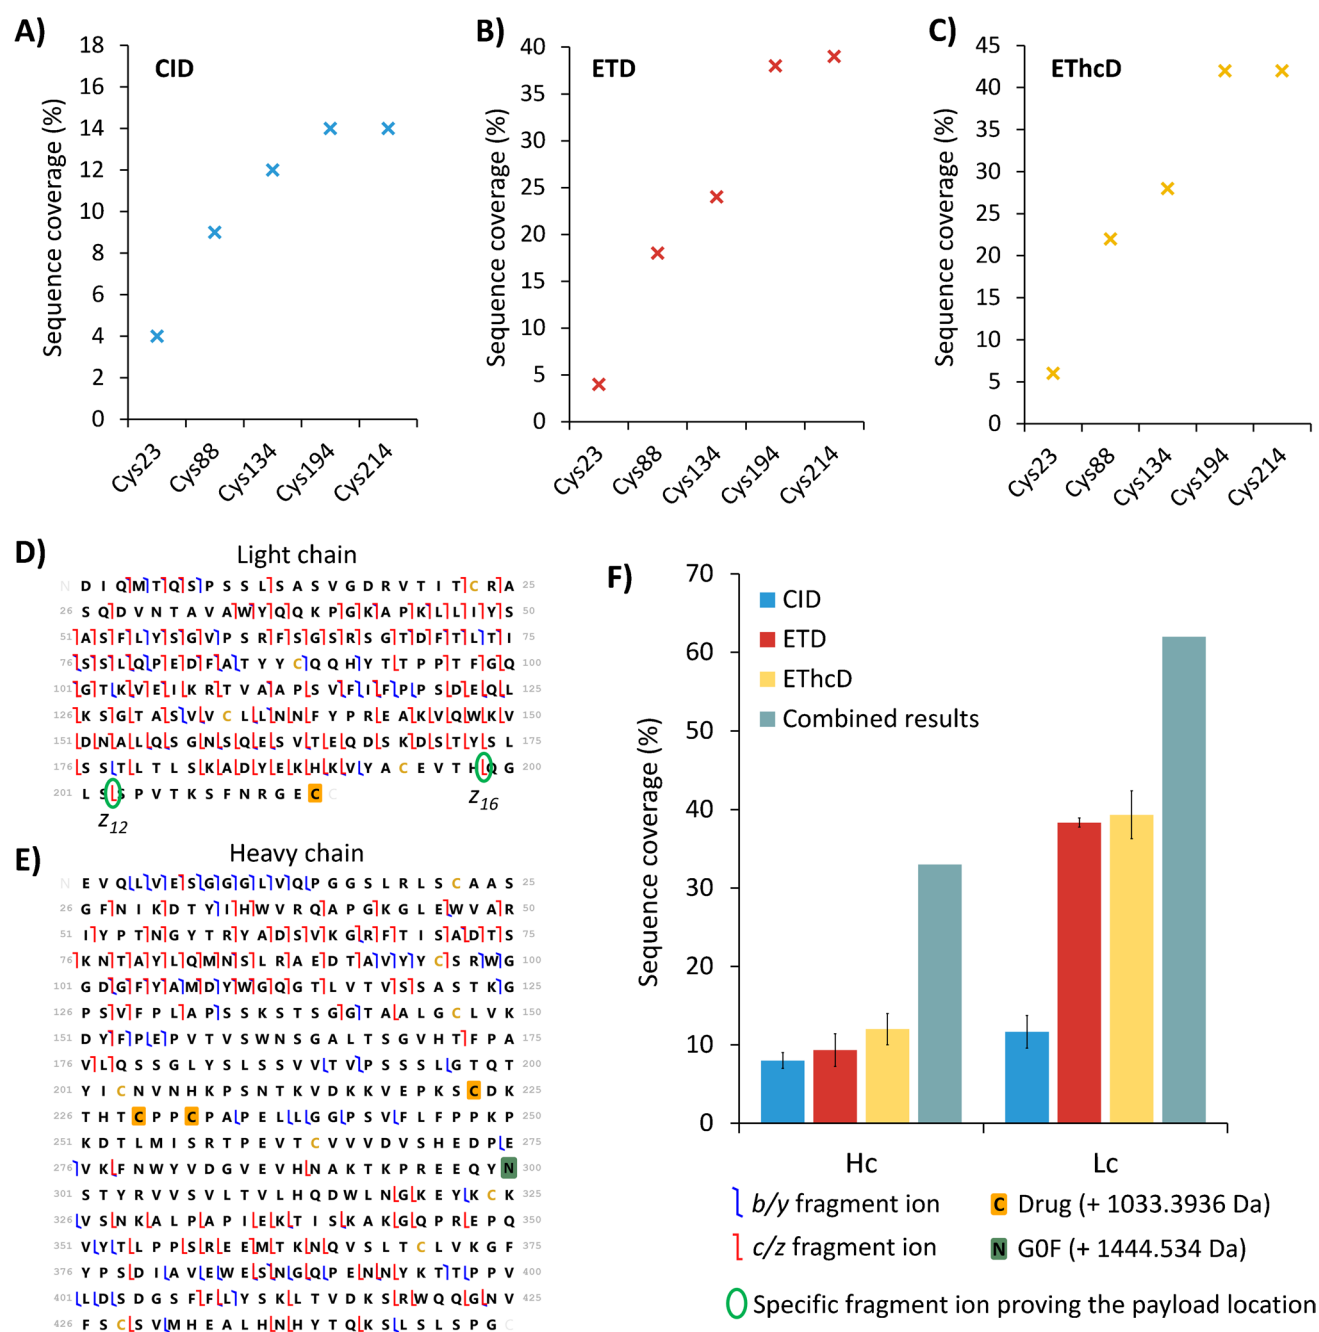 A)
CID
Sequence coverage (%)
18
16
14
12
10
8
6
4
2
0
Cys23 Cys88 Cys134 Cys194 Cys214
B)
ETD
Sequence coverage (%)
40
35
30
25
20
15
10
5
0
Cys23 Cys88 Cys134 Cys194 Cys214
C)
EThcD
Sequence coverage (%)
45
40
35
30
25
20
15
10
5
0
Cys23 Cys88 Cys134 Cys194 Cys214
D)
Light chain
N D I Q M T Q S P S S L S A S V G D R V T I T C R A 25
26 S Q D V N T A V A W Y Q Q K P G K A P K L L I Y S 50
51 A S F L Y S G V P S R F S G S R S G T D F T L T I 75
76 S S L Q P E D F A T Y Y C Q Q H Y T T P P T F G Q 100
101 G T K V E I K R T V A A P S V F I F P P S D E Q L 125
126 K S G T A S V V C L L N N F Y P R E A K V Q W K V 150
151 D N A L Q S G N S Q E S V T E Q D S K D S T Y S L 175
176 S S T L T L S K A D Y E K H K V Y A C E V T H Q G 200
201 L S S P V T K S F N R G E C C
z16
z12
E)
Heavy chain
N E V Q L V E S G G G L V Q P G G S L R L S C A A S 25
26 G F N I K D T Y I H W V R Q A P G K G L E W V A R 50
51 I Y P T N G Y T R Y A D S V K G R F T I S A D T S 75
76 K N T A Y L Q M N S L R A E D T A V Y Y C S R W G 100
101 G D G F Y A M D Y W G Q G T L V T V S S A S T K G 125
126 P S V F P L A P S S K S T S G G T A A L G C L V K 150
151 D Y F P E P V T V S W N S G A L T S G V H T F P A 175
176 V L Q S S G L Y S L S S V V T V P S S S L G T Q T 200
201 Y I C N V N H K P S N T K V D K K V E P K S C D K 225
226 T H T C P P C P A P E L L G G P S V F L F P P K P 250
251 K D T L M I S R T P E V T C V V V D V S H E D P E 275
276 V K F N W Y V D G V E V H N A K T K P R E E Q Y N 300
301 S T Y R V V S V L T V L H Q D W L N G K E Y K C K 325
326 V S N K A L P A P I E K T I S K A K G Q P R E P Q 350
351 V Y T L P P S R E E M T K N Q V S L T C L V K G F 375
376 Y P S D I A V E W E S N G Q P E N N Y K T T P P V 400
401 L D S D G S F F L Y S K L T V D K S R W Q Q G N V 425
426 F S C S V M H E A L H N H Y T Q K S L S L S P G C
F)
Sequence coverage (%)
70
60
50
40
30
20
10
0
CID
ETD
EThcD
Combined results
Hc Lc
b/y fragment ion
c/z fragment ion
C Drug (+ 1033.3936 Da)
N G0F (+ 1444.534 Da)
Specific fragment ion proving the payload location